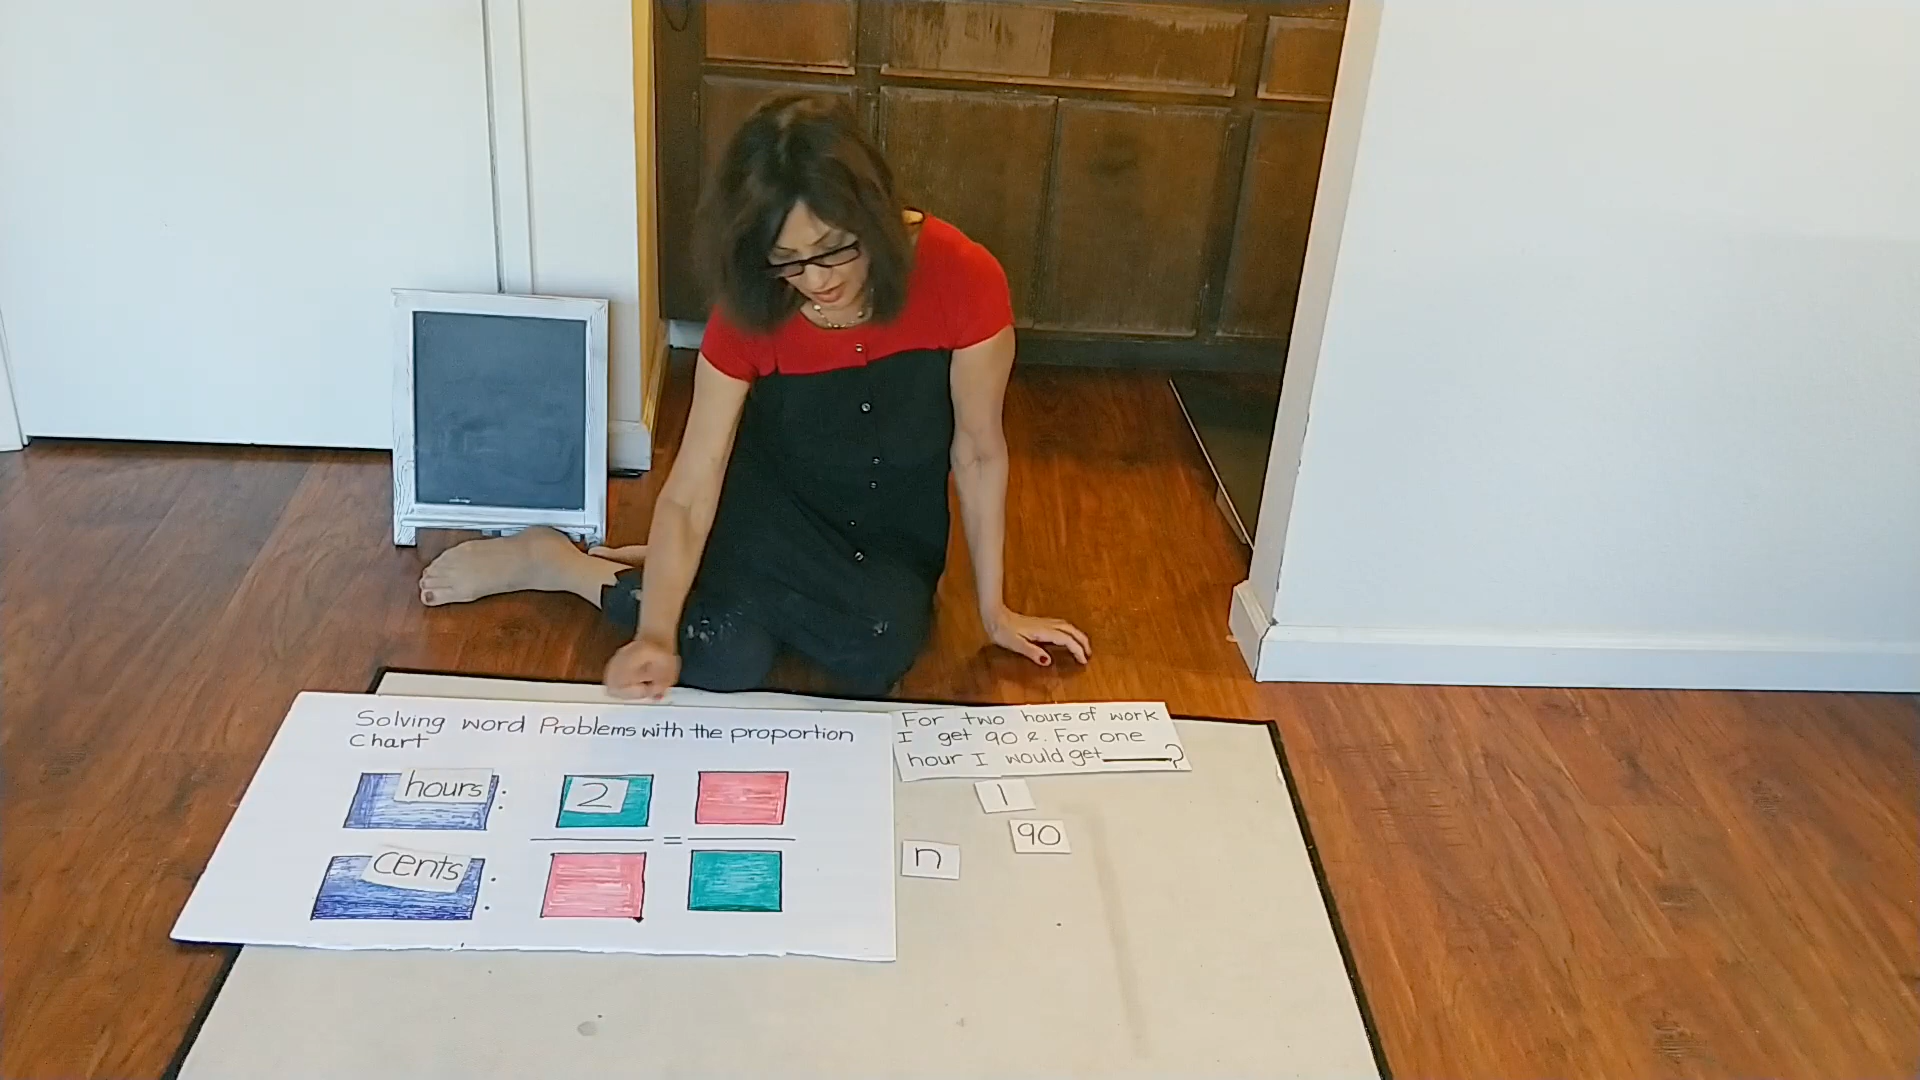 Solving word Problems with the proportion
Chart
hours :
2
=
cents :
For two hours of work
I get 90 ¢. For one
hour I would get ____?
1
90
n